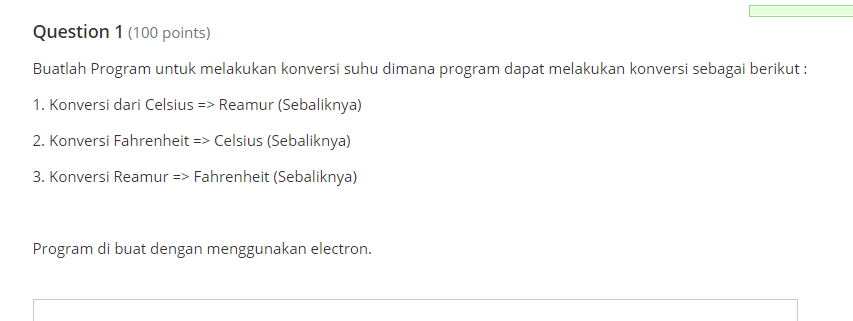 Question 1 (100 points)
Buatlah Program untuk melakukan konversi suhu dimana program dapat melakukan konversi sebagai berikut :
1. Konversi dari Celsius => Reamur (Sebaliknya)
2. Konversi Fahrenheit => Celsius (Sebaliknya)
3. Konversi Reamur => Fahrenheit (Sebaliknya)
Program di buat dengan menggunakan electron.